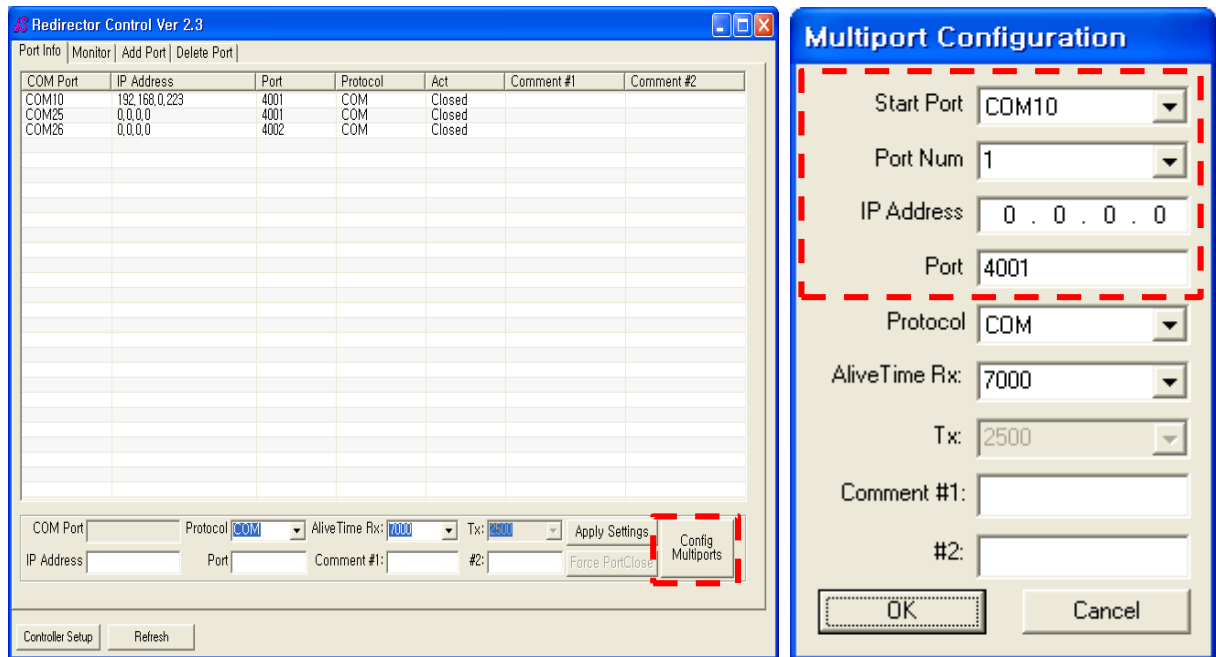 Redirector Control Ver 2.3
Port Info Monitor Add Port Delete Port
COM Port IP Address Port Protocol Act Comment #1 Comment #2
COM10 192,168,0,223 4001 COM Closed
COM25 0,0,0,0 4001 COM Closed
COM26 0,0,0,0 4002 COM Closed
COM Port Protocol COM AliveTime Rx: 7000 Tx: 2500 Apply Settings
IP Address Port Comment #1: #2: Force PortClose
Config
Multiports
Controller Setup Refresh
Multiport Configuration
Start Port COM10
Port Num 1
IP Address 0 . 0 . 0 . 0
Port 4001
Protocol COM
AliveTime Rx: 7000
Tx: 2500
Comment #1:
#2:
OK Cancel